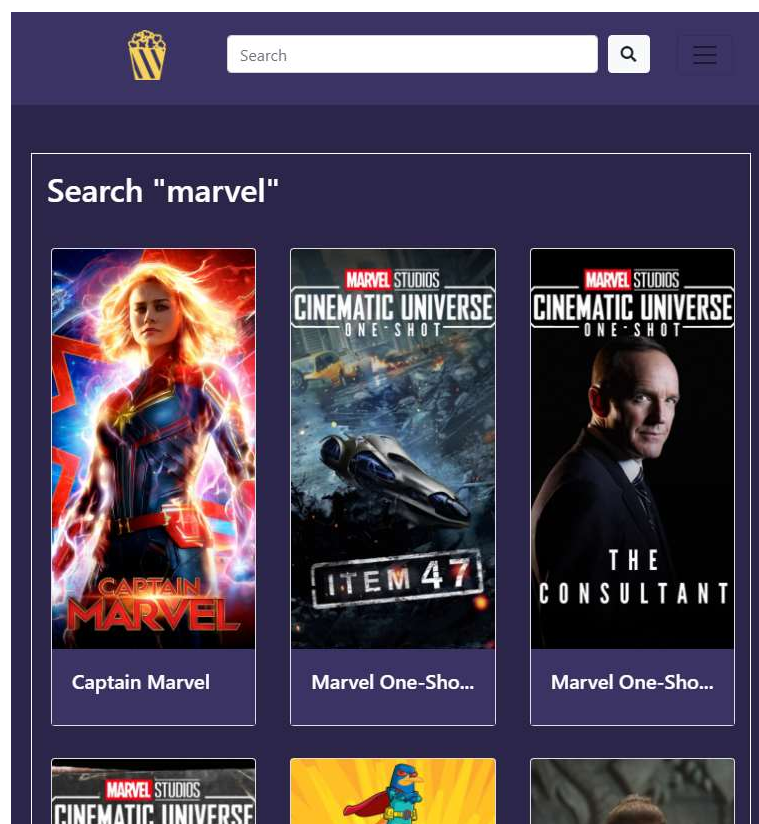 Search
Search "marvel"
CAPTAIN
MARVEL
MARVEL STUDIOS
CINEMATIC UNIVERSE
ONE-SHOT
ITEM 47
MARVEL STUDIOS
CINEMATIC UNIVERSE
ONE-SHOT
THE
CONSULTANT
Captain Marvel
Marvel One-Sho...
Marvel One-Sho...
MARVEL STUDIOS
CINEMATIC UNIVERSE